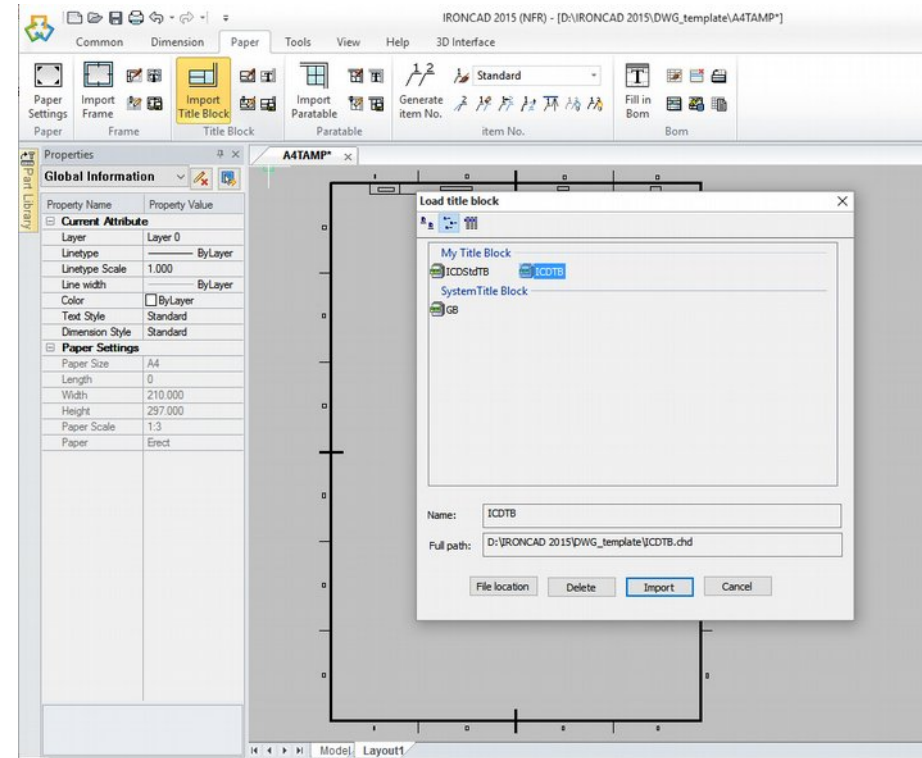 IRONCAD 2015 (NFR) - [D:\IRONCAD 2015\DWG_template\A4TAMP*]
Common Dimension Paper Tools View Help 3D Interface
Paper Settings
Import Frame
Import Title Block
Import Paratable
Generate item No.
Standard
Fill in Bom
Paper Frame Title Block Paratable item No. Bom
Part Library
Properties
Global Information
Property Name Property Value
Current Attribute
Layer Layer 0
Linetype ByLayer
Linetype Scale 1.000
Line width ByLayer
Color ByLayer
Text Style Standard
Dimension Style Standard
Paper Settings
Paper Size A4
Length 0
Width 210.000
Height 297.000
Paper Scale 1:3
Paper Erect
A4TAMP*
Load title block
My Title Block
ICDStdTB ICDTB
SystemTitle Block
GB
Name: ICDTB
Full path: D:\IRONCAD 2015\DWG_template\ICDTB.chd
File location Delete Import Cancel
Model Layout1